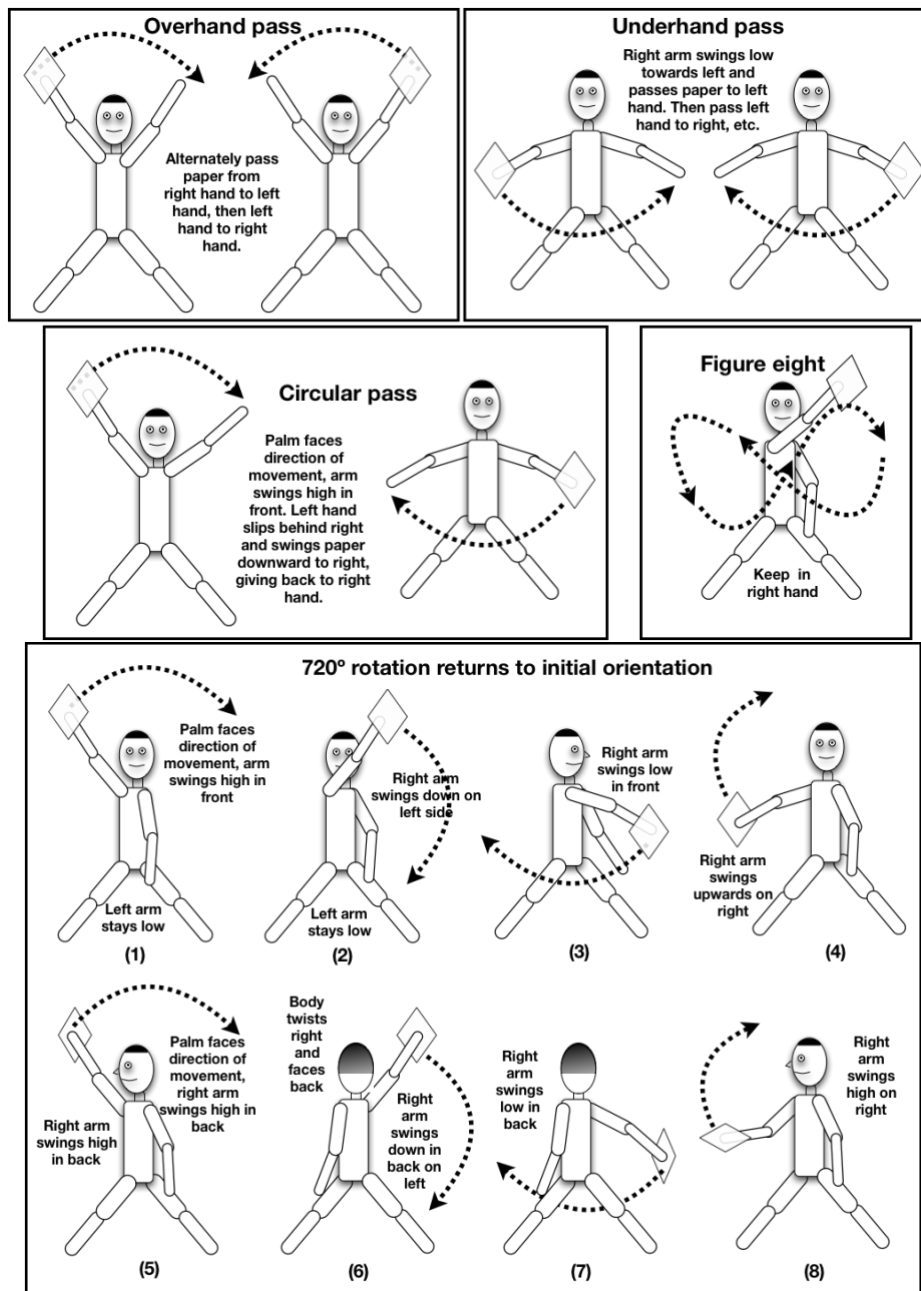 Overhand pass
Alternately pass
paper from
right hand to left
hand, then left
hand to right
hand.
Underhand pass
Right arm swings low
towards left and
passes paper to left
hand. Then pass left
hand to right, etc.
Circular pass
Palm faces
direction of
movement, arm
swings high in
front. Left hand
slips behind right
and swings paper
downward to right,
giving back to right
hand.
Figure eight
Keep in
right hand
720º rotation returns to initial orientation
Palm faces
direction of
movement, arm
swings high in
front
Left arm
stays low
(1)
Right arm
swings down on
left side
Left arm
stays low
(2)
Right arm
swings low
in front
(3)
Right arm
swings
upwards on
right
(4)
Palm faces
direction of
movement,
right arm
swings high in
back
Right arm
swings high
in back
(5)
Body
twists
right and
faces
back
Right
arm
swings
down in
back on
left
(6)
Right
arm
swings
low in
back
(7)
Right
arm
swings
high on
right
(8)